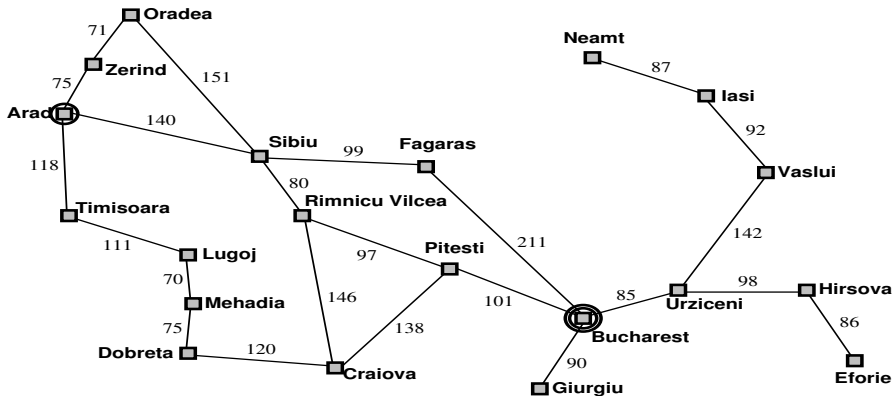 Oradea
71
Neamt
Zerind
87
151
75
Iasi
Arad
140
92
Sibiu
Fagaras
99
118
Vaslui
80
Timisoara
Rimnicu Vilcea
142
111
Lugoj
Pitesti
211
97
70
98
Hirsova
146
85
101
Urziceni
Mehadia
138
86
75
Bucharest
Dobreta
120
90
Craiova
Eforie
Giurgiu